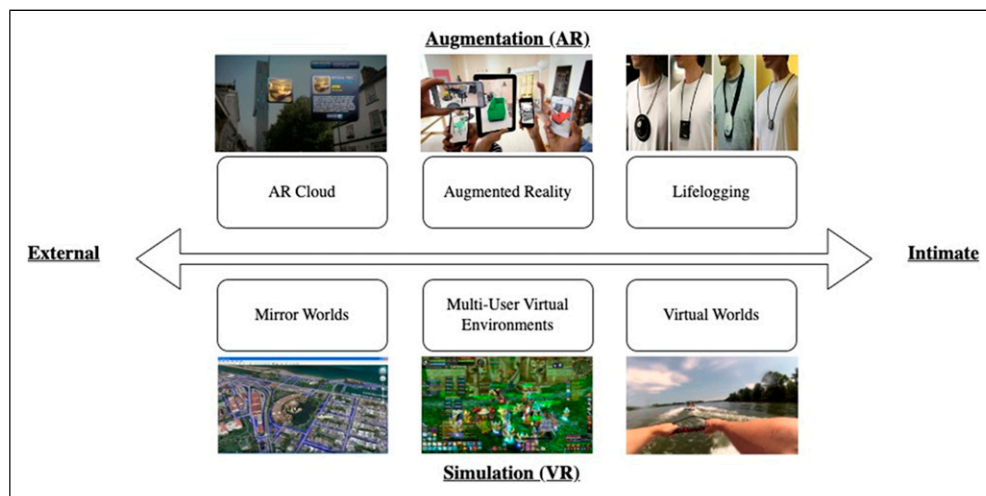 Augmentation (AR)
AR Cloud
Augmented Reality
Lifelogging
External
Intimate
Mirror Worlds
Multi-User Virtual
Environments
Virtual Worlds
Simulation (VR)